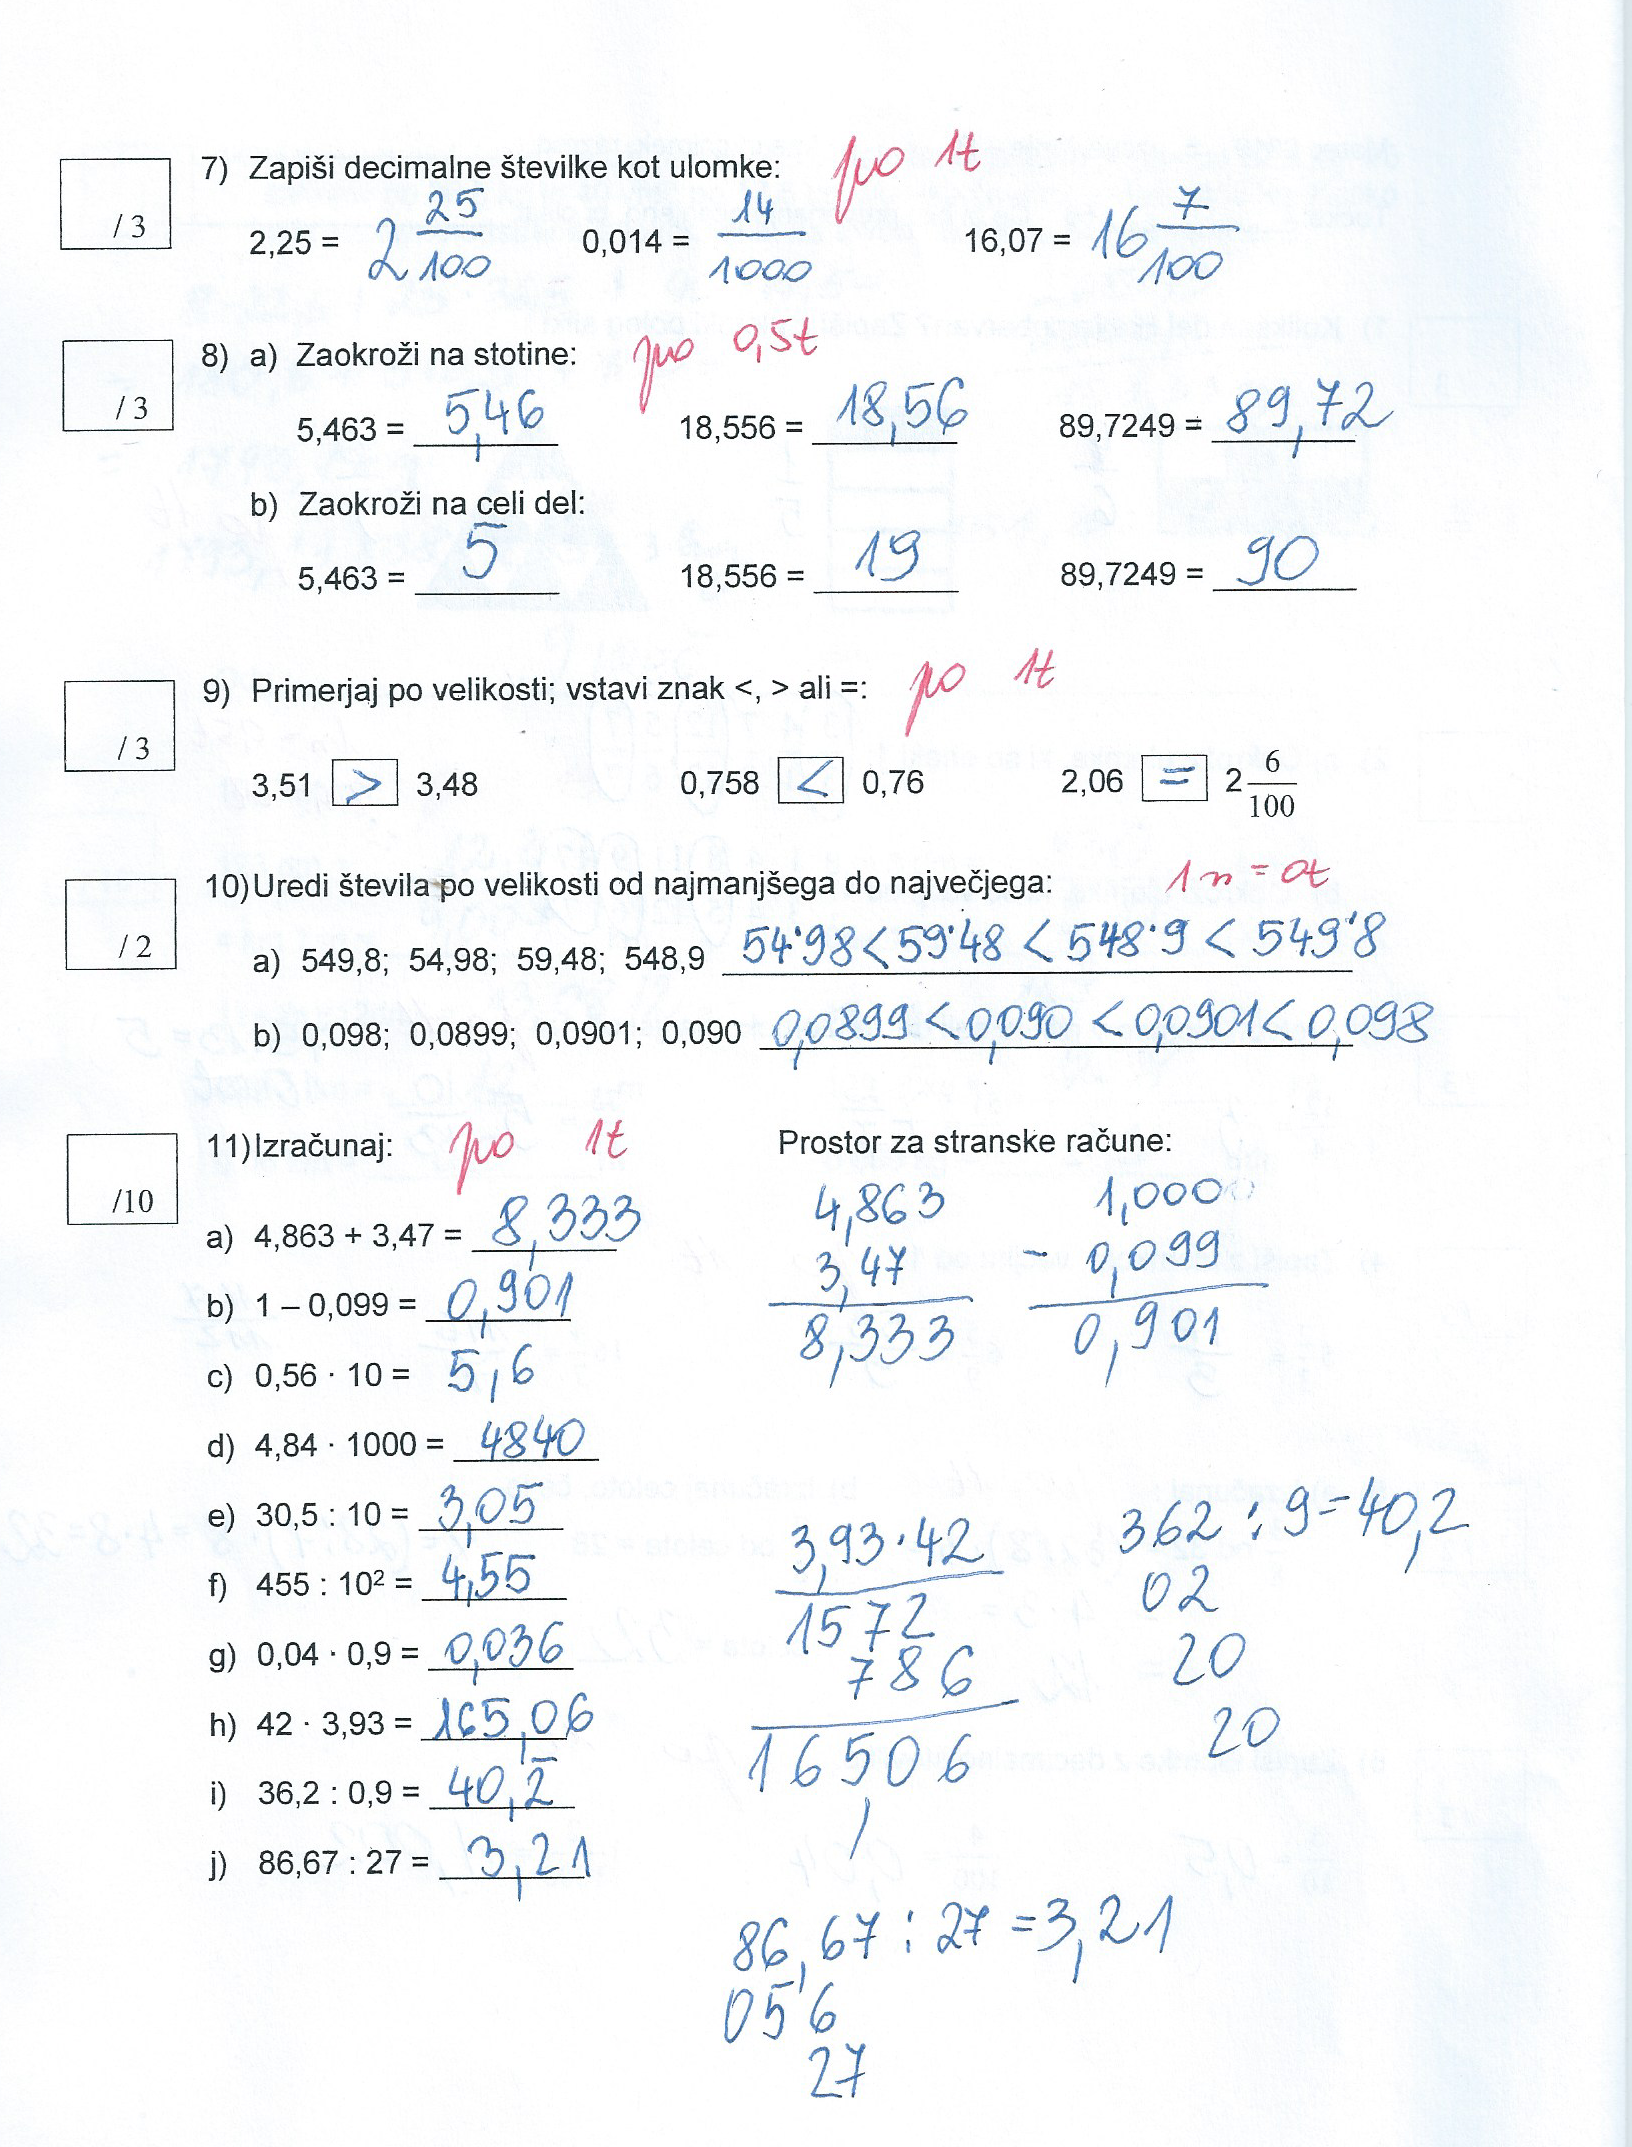 7) Zapiši decimalne številke kot ulomke: po 1t
/ 3
2,25 = 2 25/100 0,014 = 14/1000 16,07 = 16 7/100
8) a) Zaokroži na stotine: po 0,5t
/ 3
5,463 = 5,46 18,556 = 18,56 89,7249 = 89,72
b) Zaokroži na celi del:
5,463 = 5 18,556 = 19 89,7249 = 90
9) Primerjaj po velikosti; vstavi znak <, > ali =: po 1t
/ 3
3,51 > 3,48 0,758 < 0,76 2,06 = 2 6/100
10) Uredi števila po velikosti od najmanjšega do največjega: 1n = 0t
/ 2
a) 549,8; 54,98; 59,48; 548,9 54'98 < 59'48 < 548'9 < 549'8
b) 0,098; 0,0899; 0,0901; 0,090 0,0899 < 0,090 < 0,0901 < 0,098
11) Izračunaj: po 1t
/10
a) 4,863 + 3,47 = 8,333
b) 1 – 0,099 = 0,901
c) 0,56 · 10 = 5,6
d) 4,84 · 1000 = 4840
e) 30,5 : 10 = 3,05
f) 455 : 10² = 4,55
g) 0,04 · 0,9 = 0,036
h) 42 · 3,93 = 165,06
i) 36,2 : 0,9 = 40,2̅
j) 86,67 : 27 = 3,21
Prostor za stranske račune:
4,863
3,47
8,333
1,000
- 0,099
0,901
3,93 · 42
1572
786
16506
,
362 : 9 = 40,2
02
20
20
86,67 : 27 = 3,21
05'6
27